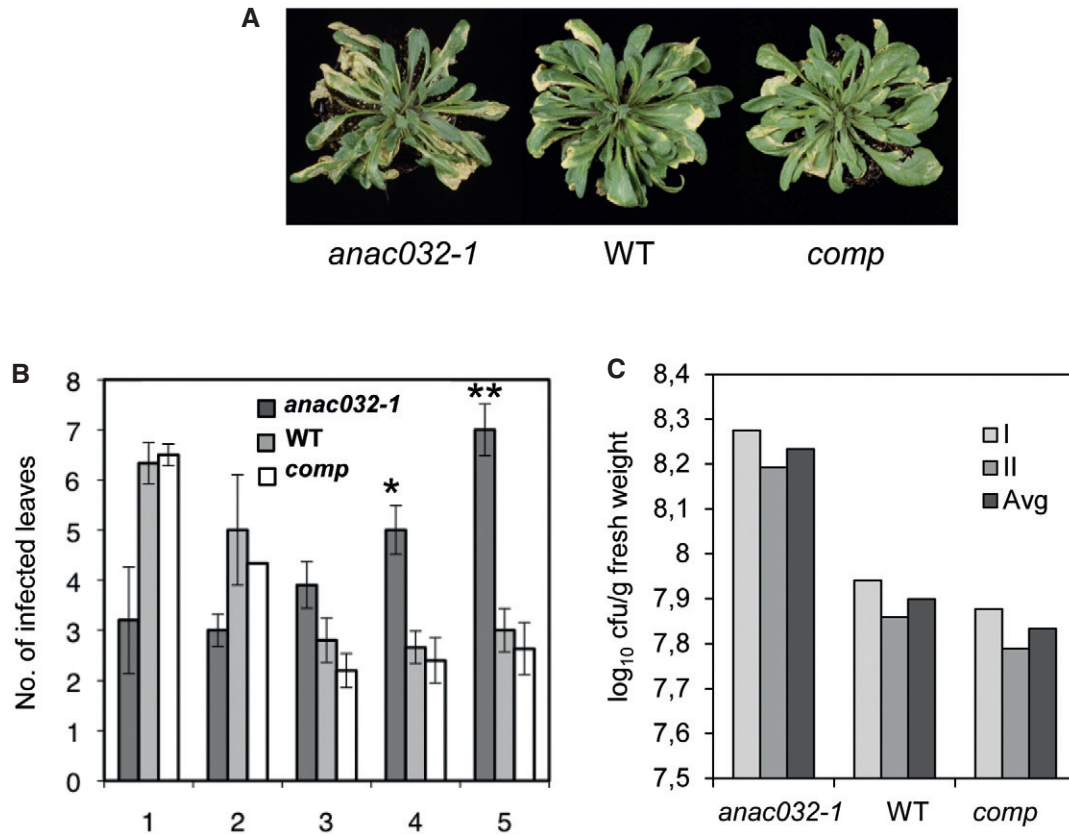 A
anac032-1 WT comp
B
8
7
6
5
4
3
2
1
0
No. of infected leaves
anac032-1
WT
comp
*
**
1 2 3 4 5
C
8,4
8,3
8,2
8,1
8
7,9
7,8
7,7
7,6
7,5
log10 cfu/g fresh weight
I
II
Avg
anac032-1 WT comp